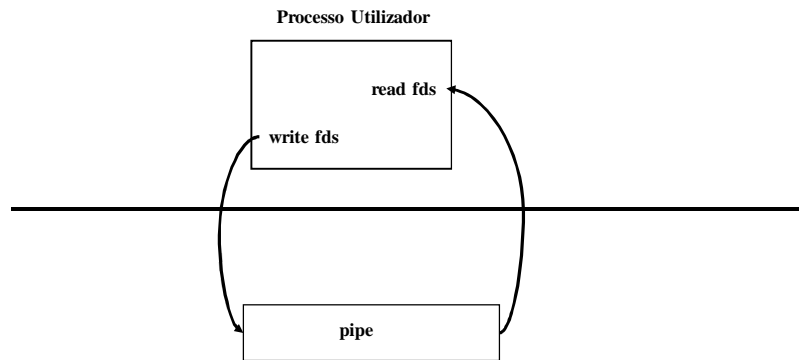 Processo Utilizador
read fds
write fds
pipe